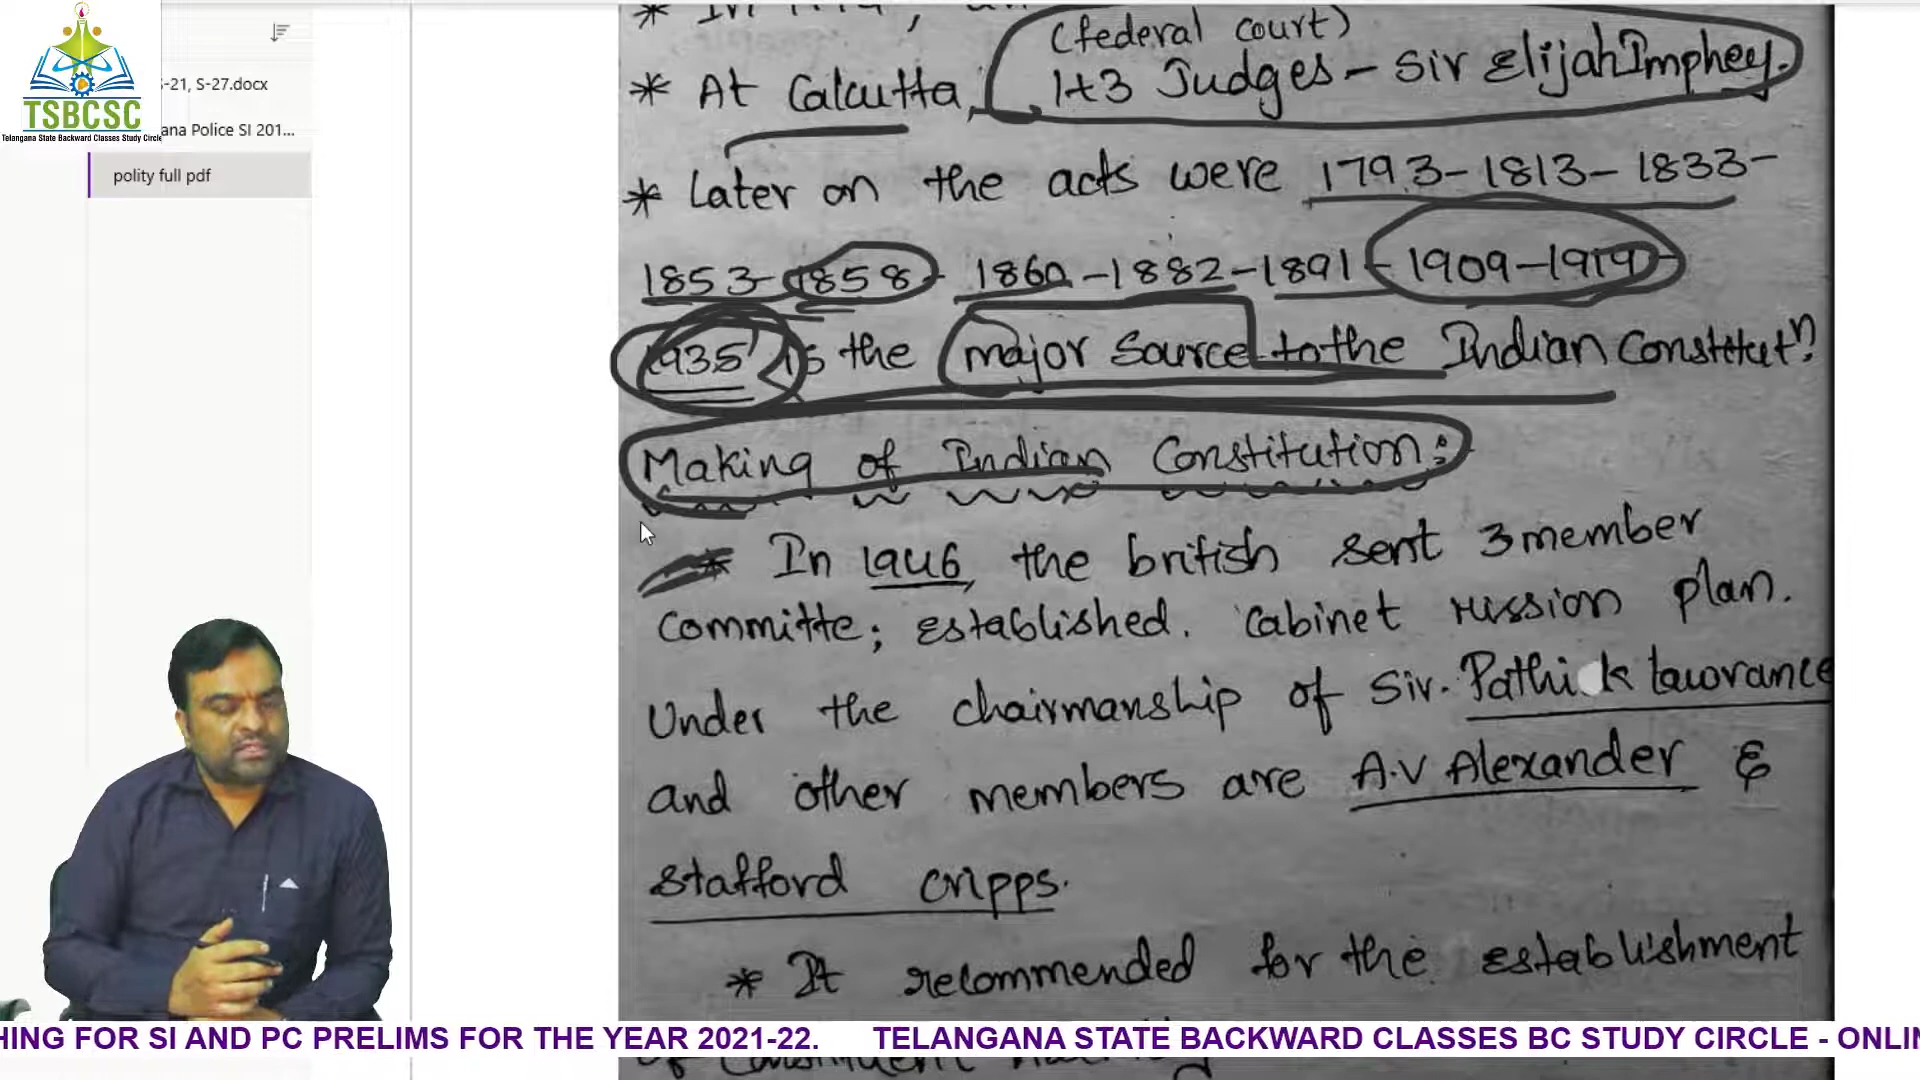 TSBCSC
Telangana State Backward Classes Study Circle
S-21, S-27.docx
ana Police SI 201...
polity full pdf
(federal court)
* At Calcutta, 1+3 Judges - Sir Elijah Imphey.
* Later on the acts were 1793-1813-1833-
1853-1858- 1860-1882-1891-1909-1919-
1935 is the major source to the Indian Constitutn?
Making of Indian Constitution:
* In 1946, the british sent 3 member
Committe; established. Cabinet mission plan.
Under the chairmanship of Sir. Pathick lawrance
and other members are A.V Alexander &
Stafford cripps.
* It recommended for the establishment
HING FOR SI AND PC PRELIMS FOR THE YEAR 2021-22. TELANGANA STATE BACKWARD CLASSES BC STUDY CIRCLE - ONLIN